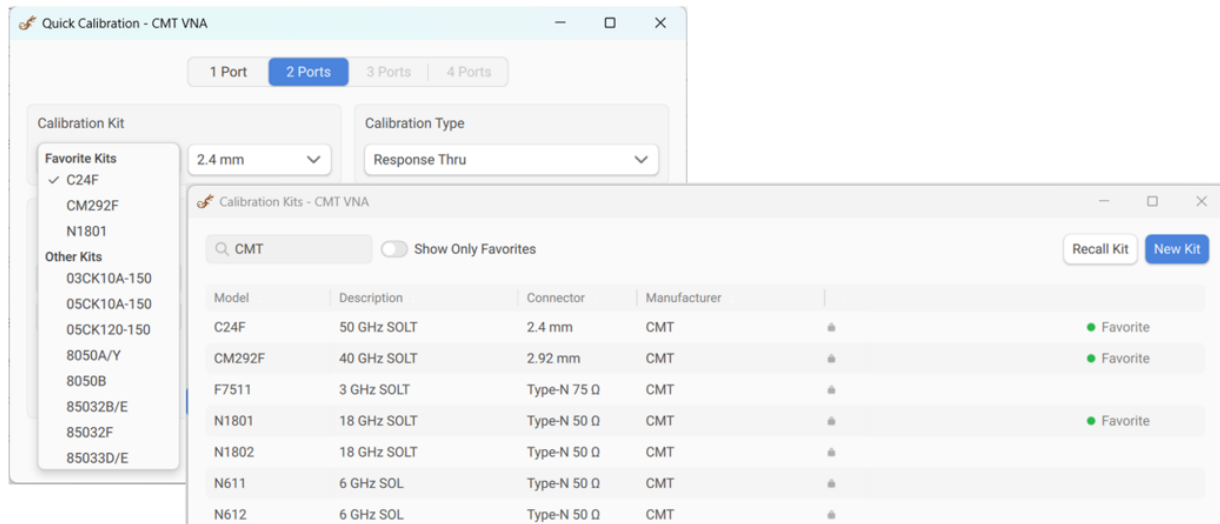 Quick Calibration - CMT VNA
1 Port 2 Ports 3 Ports 4 Ports
Calibration Kit
Calibration Type
2.4 mm
Response Thru
Favorite Kits
C24F
CM292F
N1801
Other Kits
03CK10A-150
05CK10A-150
05CK120-150
8050A/Y
8050B
85032B/E
85032F
85033D/E
Calibration Kits - CMT VNA
CMT Show Only Favorites Recall Kit New Kit
Model Description Connector Manufacturer
C24F 50 GHz SOLT 2.4 mm CMT Favorite
CM292F 40 GHz SOLT 2.92 mm CMT Favorite
F7511 3 GHz SOLT Type-N 75 Ω CMT
N1801 18 GHz SOLT Type-N 50 Ω CMT Favorite
N1802 18 GHz SOLT Type-N 50 Ω CMT
N611 6 GHz SOL Type-N 50 Ω CMT
N612 6 GHz SOL Type-N 50 Ω CMT